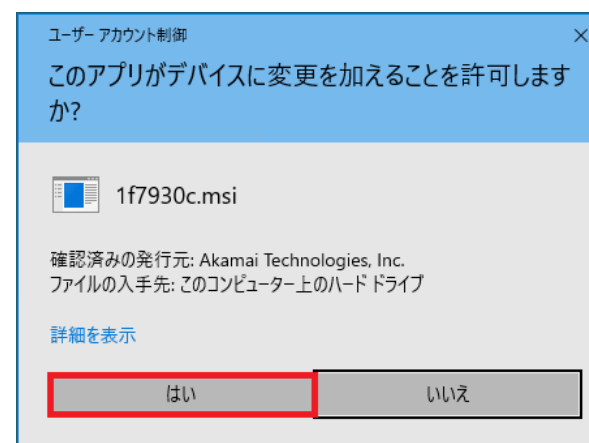 ユーザー アカウント制御
このアプリがデバイスに変更を加えることを許可します
か?
1f7930c.msi
確認済みの発行元: Akamai Technologies, Inc.
ファイルの入手先: このコンピューター上のハード ドライブ
詳細を表示
はい
いいえ